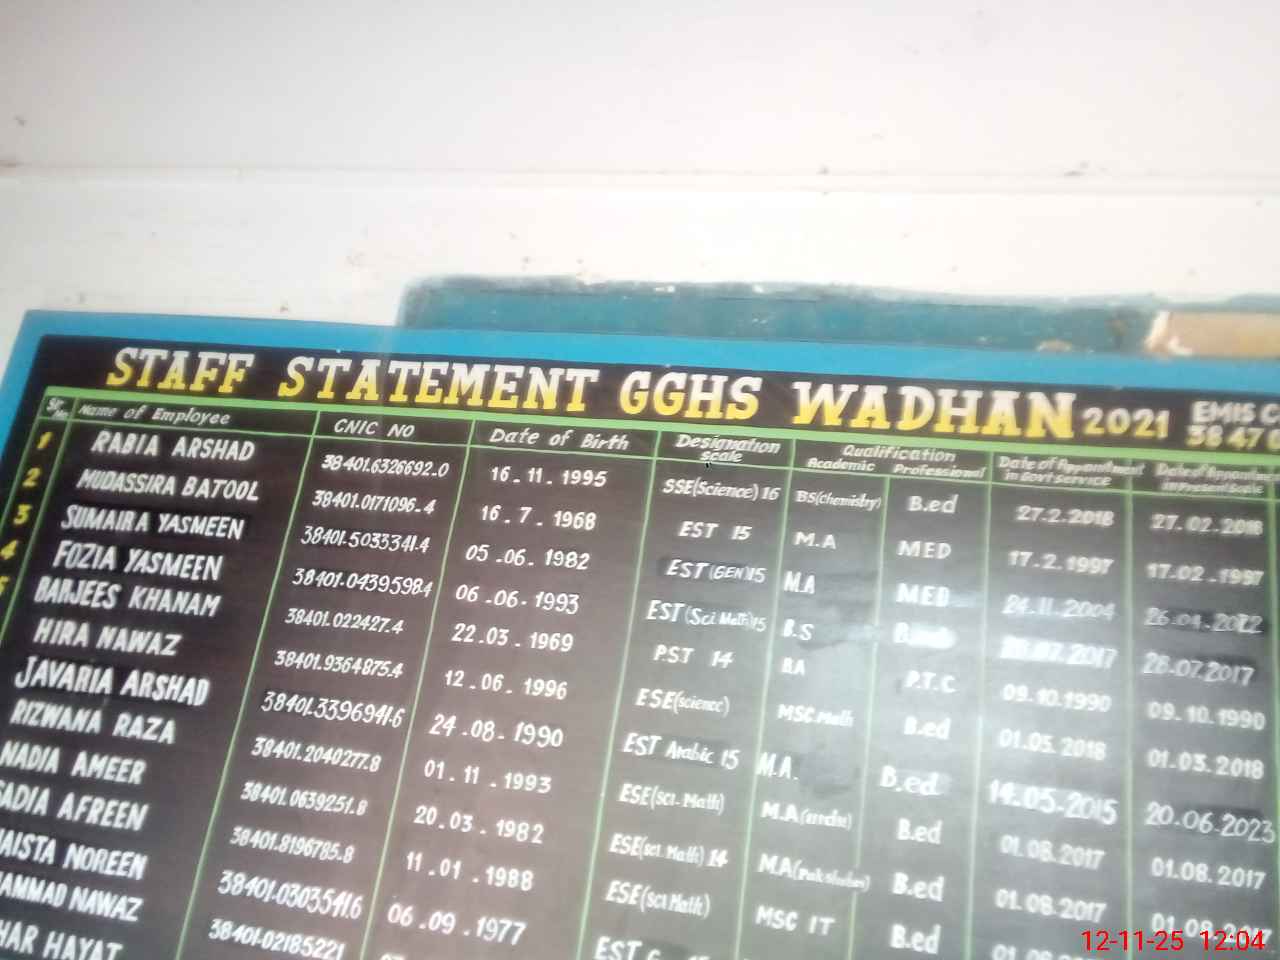 STAFF STATEMENT GGHS WADHAN 2021 EMIS C
Sr No Name of Employee CNIC NO Date of Birth Designation scale Qualification Academic Professional Date of Appointment in Govt service Date of Appointment in Present Scale
1 RABIA ARSHAD 38401.6326692.0 16.11.1995 SSE(Science) 16 BS(Chemistry) B.ed 27.2.2018 27.02.2018
2 MUDASSIRA BATOOL 38401.0171096.4 16.7.1968 EST 15 M.A MED 17.2.1997 17.02.1997
3 SUMAIRA YASMEEN 38401.5033341.4 05.06.1982 EST(GEN)15 M.A MED 24.11.2004 26.04.2022
4 FOZIA YASMEEN 38401.04395984 06.06.1993 EST(Sci Math)15 B.S 2017 28.07.2017
5 BARJEES KHANAM 38401.022427.4 22.03.1969 PST 14 BA P.T.C 09.10.1990 09.10.1990
HIRA NAWAZ 38401.9364875.4 12.06.1996 ESE(science) MSC Math B.ed 01.03.2018 01.03.2018
JAVARIA ARSHAD 38401.3396941.6 24.08.1990 EST Arabic 15 M.A. B.ed 14.05-2015 20.06.2023
RIZWANA RAZA 38401.2040277.8 01.11.1993 ESE(sci.Math) M.A(urdu) B.ed 01.08.2017 01.08.2017
NADIA AMEER 38401.0639251.8 20.03.1982 ESE(sci Math) 14 M.A(Pak studies) B.ed 01.08.2017
SADIA AFREEN 38401.8196785.8 11.01.1988 ESE(sci Math) MSC IT B.ed
NOREEN 38401.0303541.6 06.09.1977 EST
NAWAZ 38401.02185221
HAYAT
12-11-25 12:04